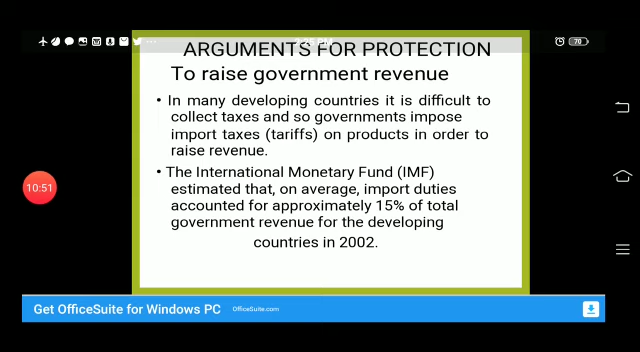 ARGUMENTS FOR PROTECTION
70
To raise government revenue
• In many developing countries it is difficult to
collect taxes and so governments impose
import taxes (tariffs) on products in order to
raise revenue.
• The International Monetary Fund (IMF)
estimated that, on average, import duties
accounted for approximately 15% of total
government revenue for the developing
countries in 2002.
10:51
Get OfficeSuite for Windows PC OfficeSuite.com